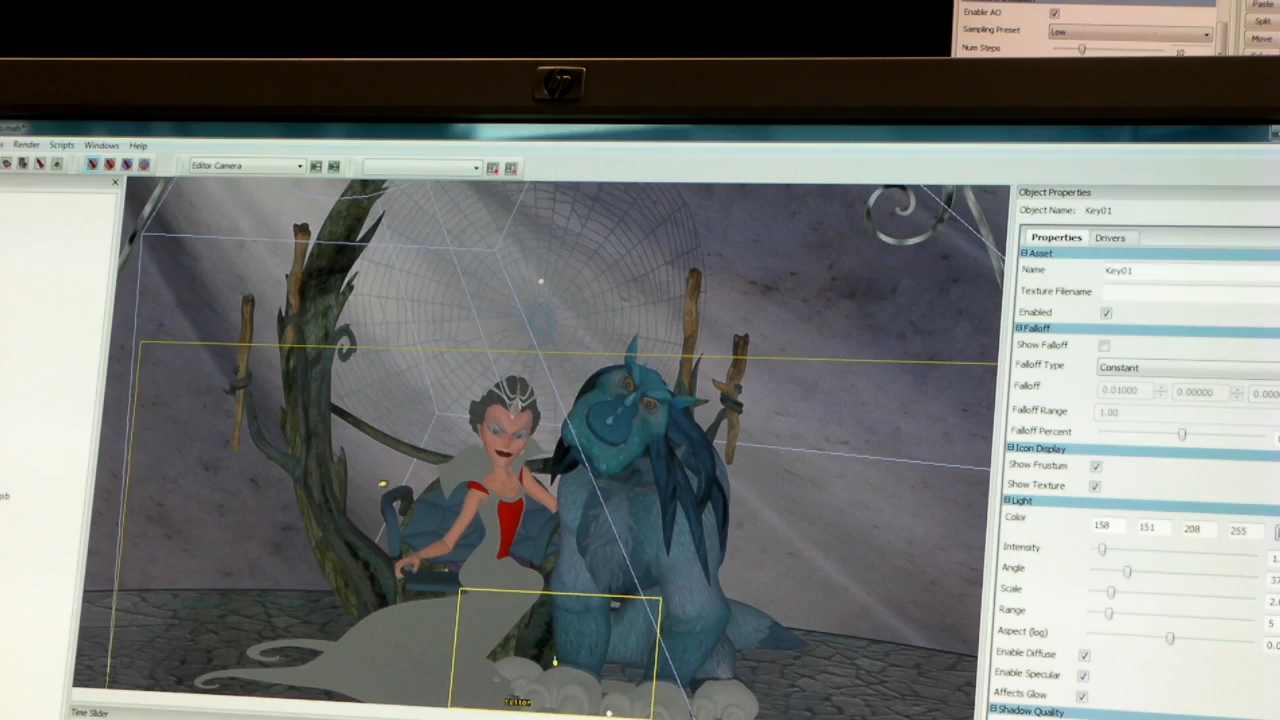 Enable AO
Sampling Preset Low
Num Steps 10
Paste
Split
Move
hp
Render Scripts Windows Help
Editor Camera
Object Properties
Object Name: Key01
Properties Drivers
Asset
Name Key01
Texture Filename
Enabled
Falloff
Show Falloff
Falloff Type Constant
Falloff 0.01000 0.00000
Falloff Range 1.00
Falloff Percent
Icon Display
Show Frustum
Show Texture
Light
Color 158 151 208 255
Intensity
Angle
Scale
Range 5
Aspect (log)
Enable Diffuse
Enable Specular
Affects Glow
Shadow Quality
Time Slider